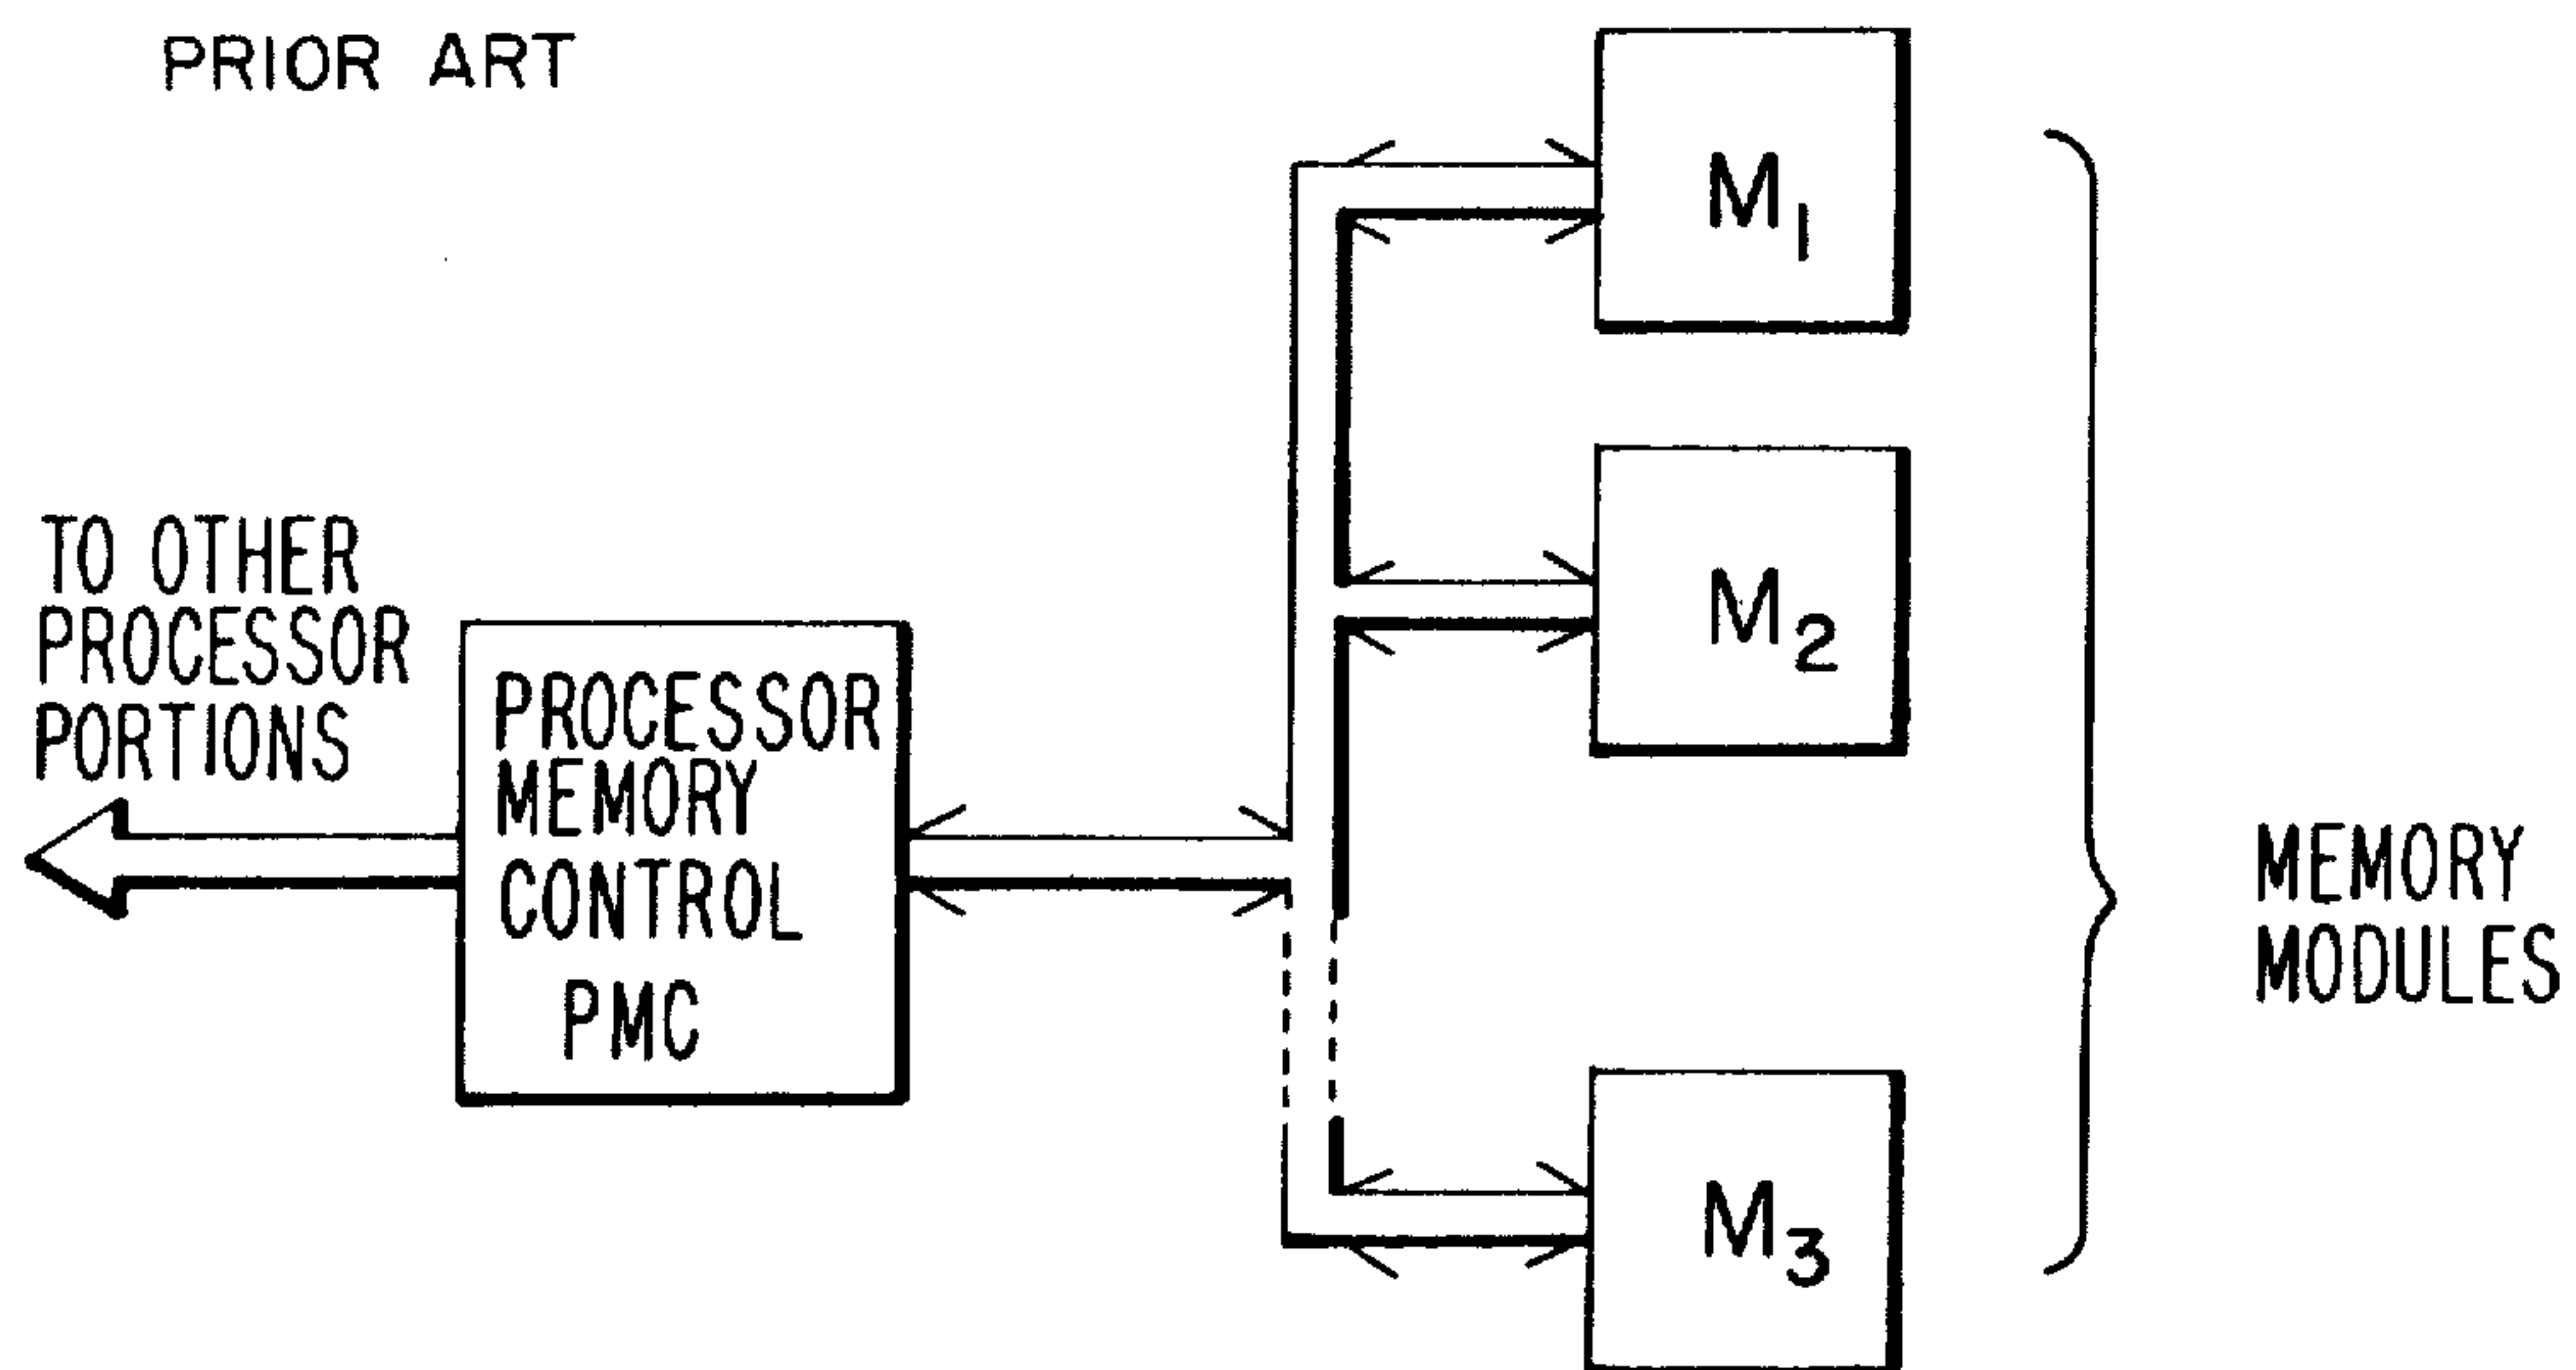 PRIOR ART
M1
TO OTHER
PROCESSOR
PORTIONS
M2
PROCESSOR
MEMORY
CONTROL
PMC
MEMORY
MODULES
M3